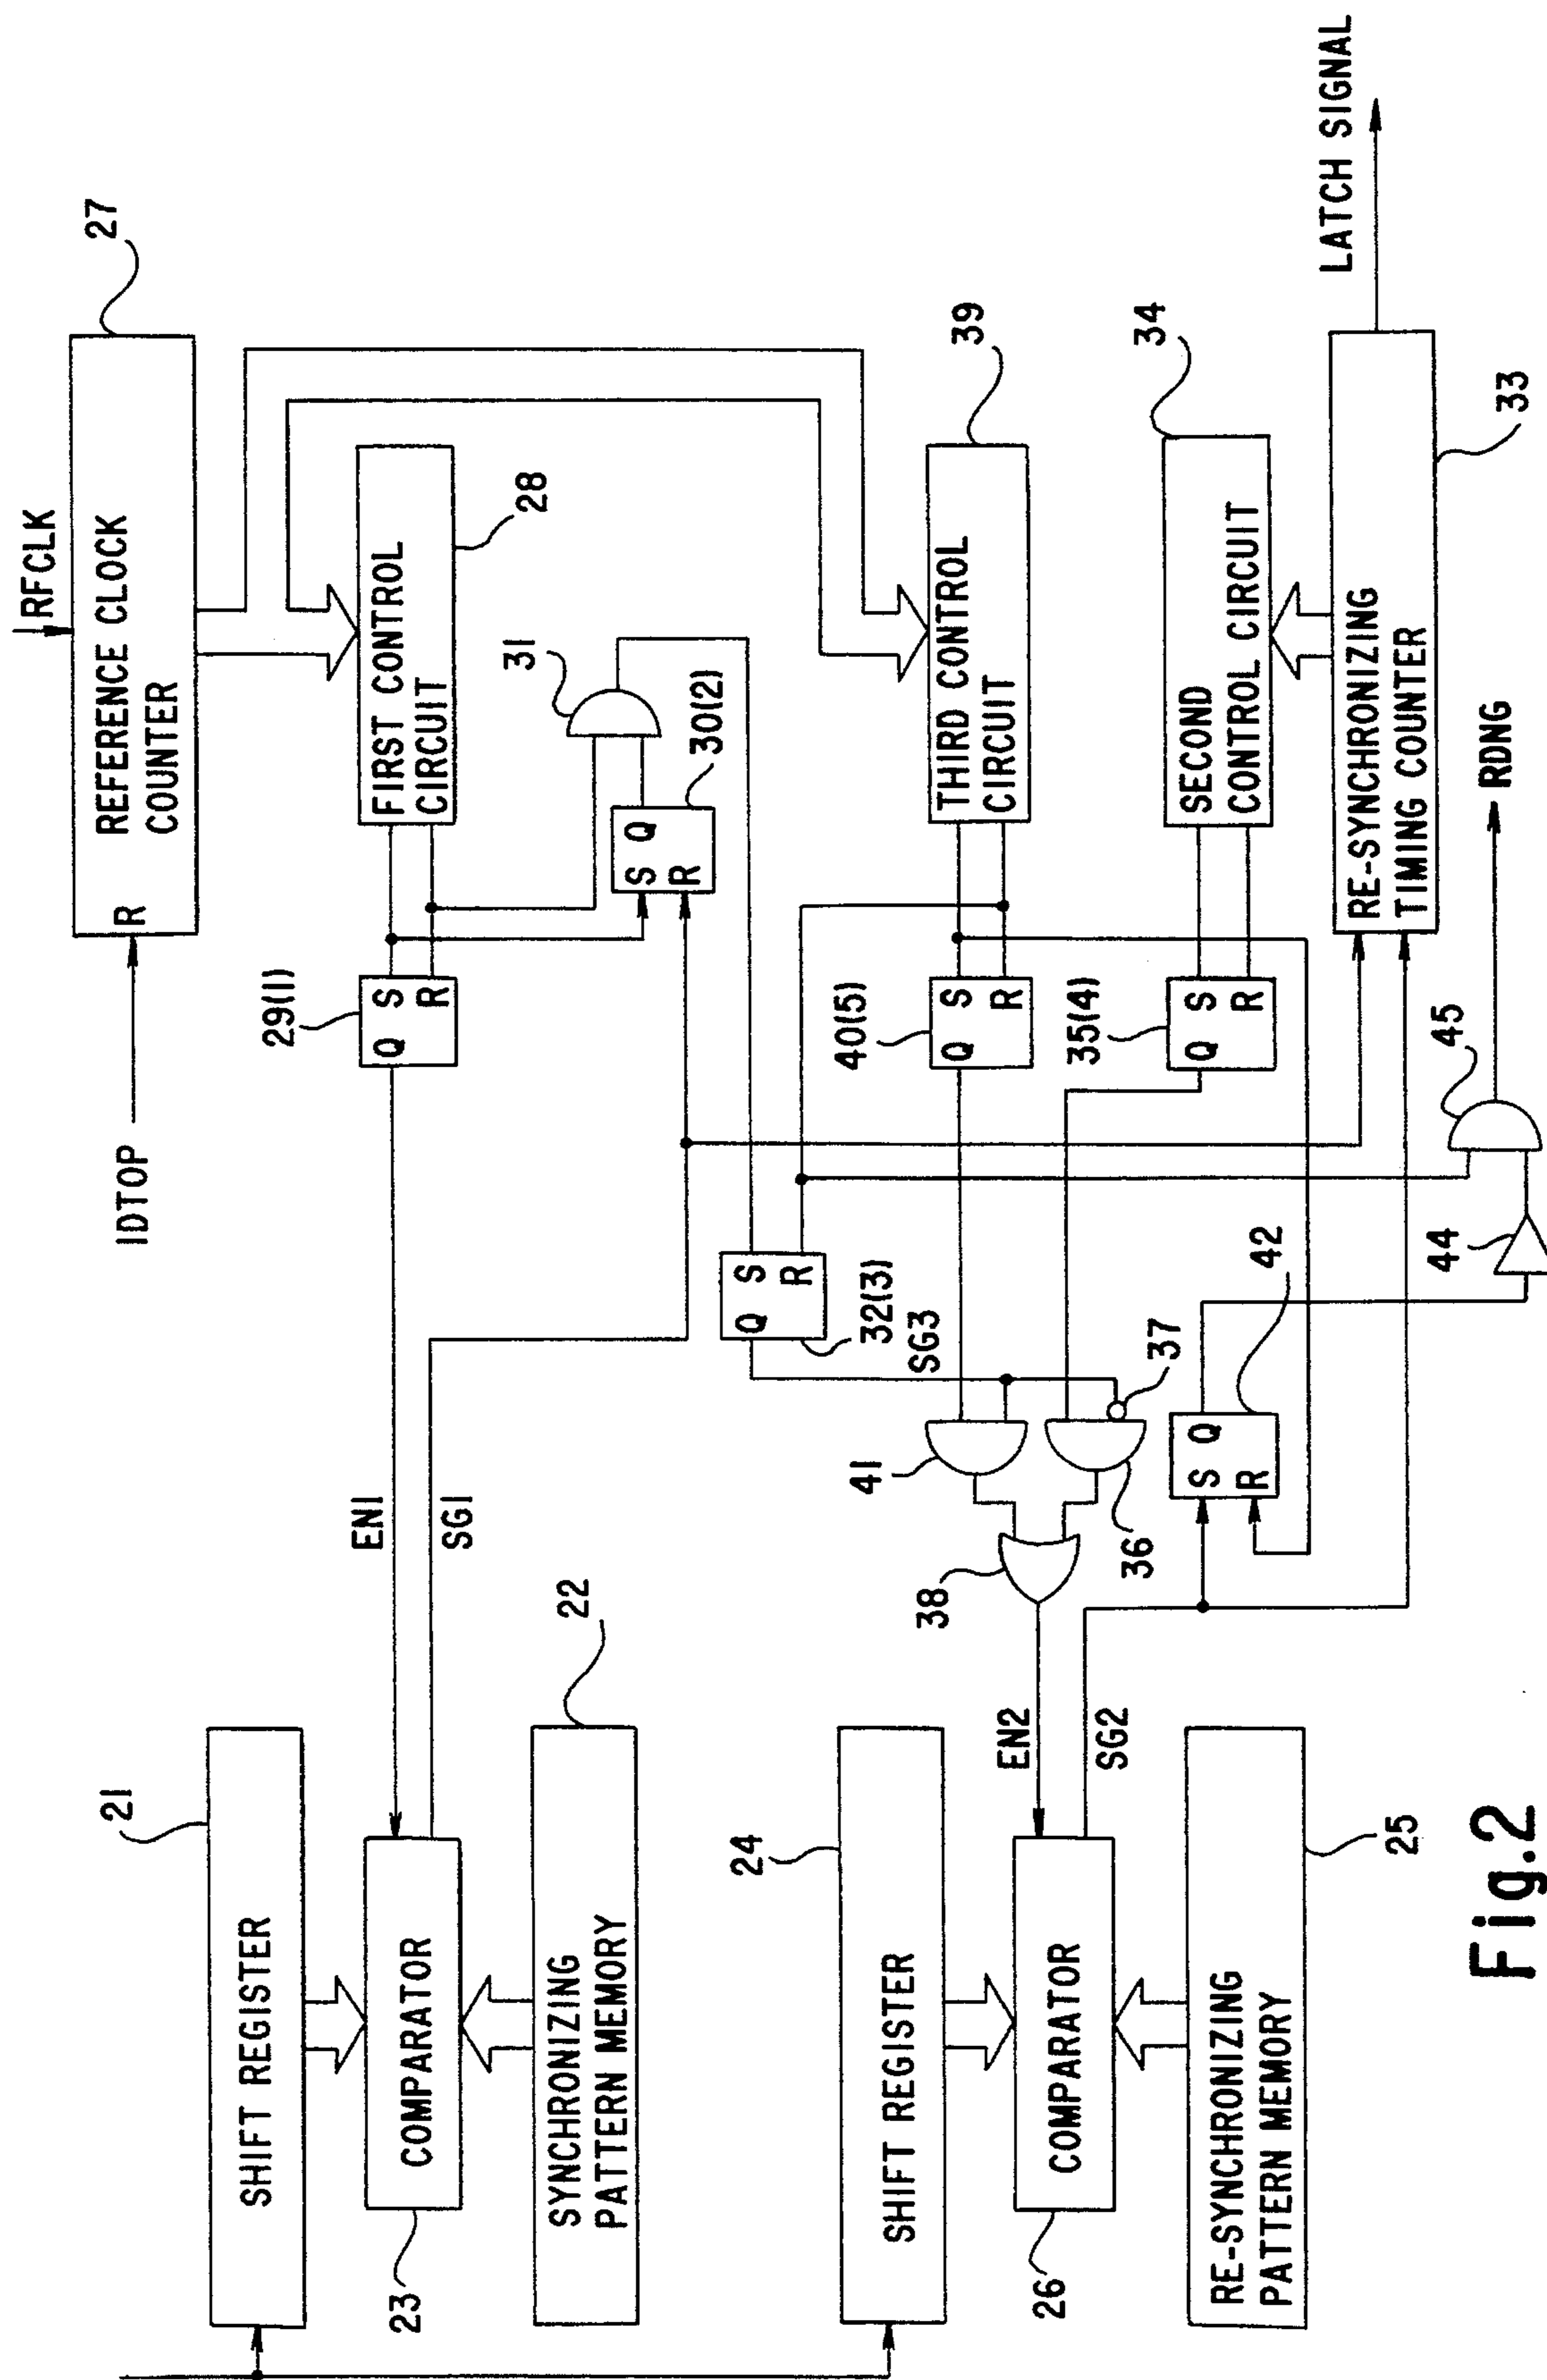 21
SHIFT REGISTER
23
COMPARATOR
22
SYNCHRONIZING
PATTERN MEMORY
24
SHIFT REGISTER
26
COMPARATOR
25
RE-SYNCHRONIZING
PATTERN MEMORY
EN1
SG1
EN2
SG2
IDTOP
RFCLK
R
REFERENCE CLOCK
COUNTER
27
29(1)
Q S
R
FIRST CONTROL
CIRCUIT
28
31
S Q
R
30(2)
Q S
R
32(3)
SG3
40(5)
Q S
R
THIRD CONTROL
CIRCUIT
39
35(4)
Q S
R
SECOND
CONTROL CIRCUIT
34
41
37
38
36
S Q
R
42
44
45
RDNG
RE-SYNCHRONIZING
TIMING COUNTER
33
LATCH SIGNAL
Fig.2